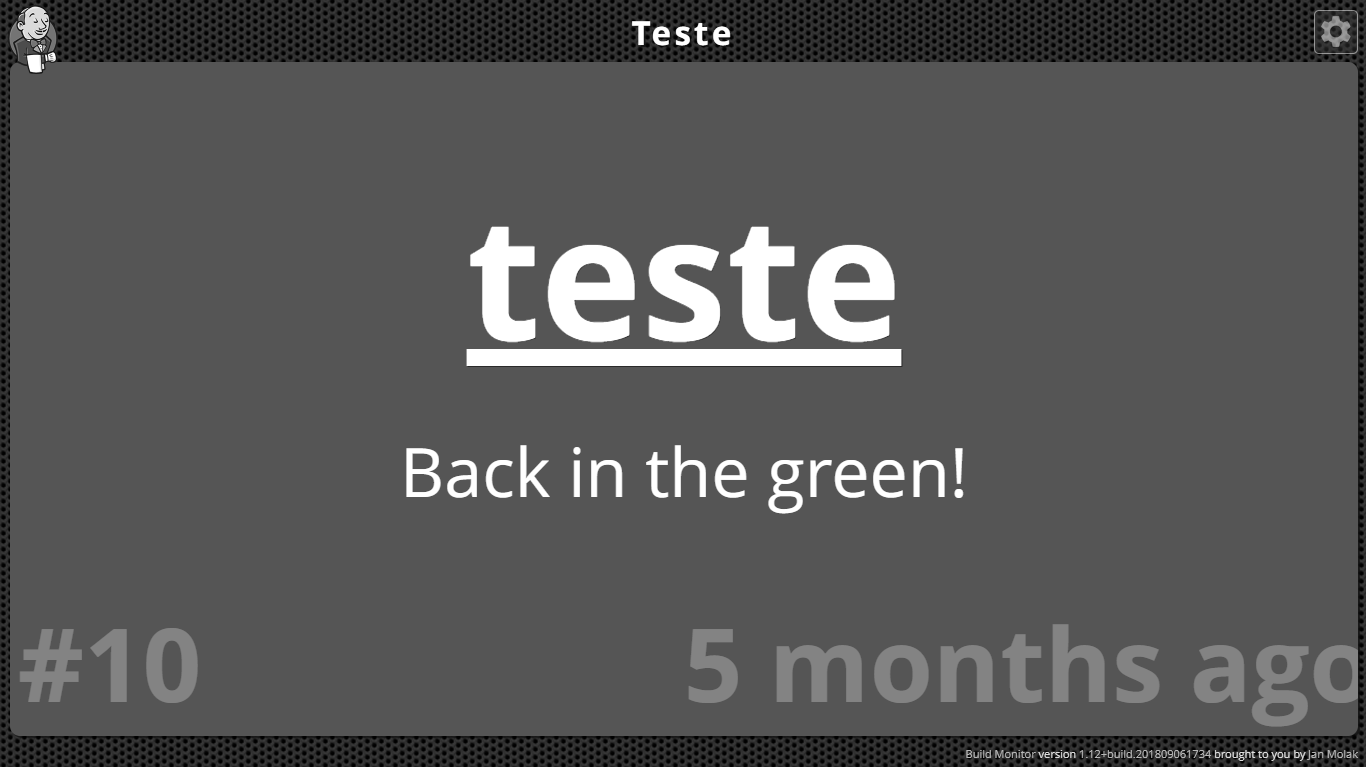 Teste
teste
Back in the green!
#10 5 months ago
Build Monitor version 1.12+build.201809061734 brought to you by Jan Molak